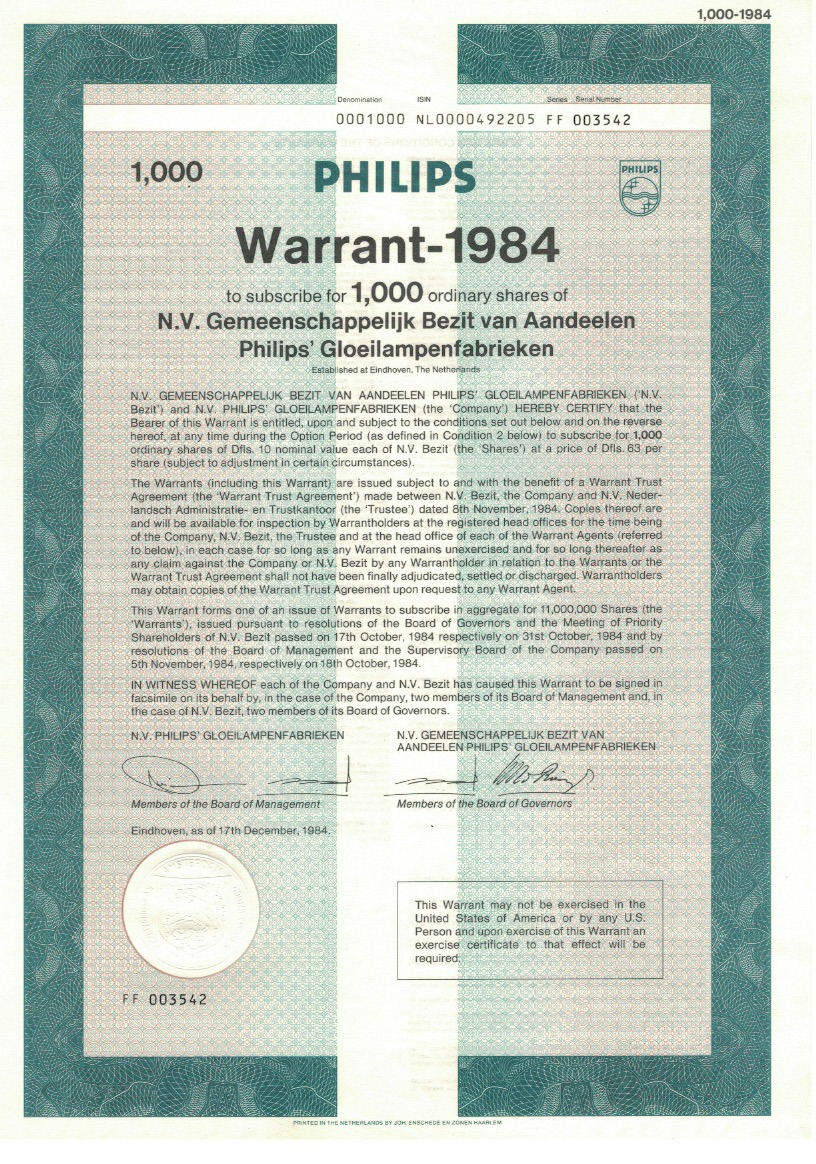 1,000-1984
Denomination ISIN Series Serial Number
0001000 NL0000492205 FF 003542
1,000
PHILIPS
PHILIPS
Warrant-1984
to subscribe for 1,000 ordinary shares of
N.V. Gemeenschappelijk Bezit van Aandeelen
Philips' Gloeilampenfabrieken
Established at Eindhoven, The Netherlands
N.V. GEMEENSCHAPPELIJK BEZIT VAN AANDEELEN PHILIPS' GLOEILAMPENFABRIEKEN ('N.V.
Bezit') and N.V. PHILIPS' GLOEILAMPENFABRIEKEN (the 'Company') HEREBY CERTIFY that the
Bearer of this Warrant is entitled, upon and subject to the conditions set out below and on the reverse
hereof, at any time during the Option Period (as defined in Condition 2 below) to subscribe for 1,000
ordinary shares of Dfls. 10 nominal value each of N.V. Bezit (the 'Shares') at a price of Dfls. 63 per
share (subject to adjustment in certain circumstances).
The Warrants (including this Warrant) are issued subject to and with the benefit of a Warrant Trust
Agreement (the 'Warrant Trust Agreement') made between N.V. Bezit, the Company and N.V. Neder-
landsch Administratie- en Trustkantoor (the 'Trustee') dated 8th November, 1984. Copies thereof are
and will be available for inspection by Warrantholders at the registered head offices for the time being
of the Company, N.V. Bezit, the Trustee and at the head office of each of the Warrant Agents (referred
to below), in each case for so long as any Warrant remains unexercised and for so long thereafter as
any claim against the Company or N.V. Bezit by any Warrantholder in relation to the Warrants or the
Warrant Trust Agreement shall not have been finally adjudicated, settled or discharged. Warrantholders
may obtain copies of the Warrant Trust Agreement upon request to any Warrant Agent.
This Warrant forms one of an issue of Warrants to subscribe in aggregate for 11,000,000 Shares (the
'Warrants'), issued pursuant to resolutions of the Board of Governors and the Meeting of Priority
Shareholders of N.V. Bezit passed on 17th October, 1984 respectively on 31st October, 1984 and by
resolutions of the Board of Management and the Supervisory Board of the Company passed on
5th November, 1984, respectively on 18th October, 1984.
IN WITNESS WHEREOF each of the Company and N.V. Bezit has caused this Warrant to be signed in
facsimile on its behalf by, in the case of the Company, two members of its Board of Management and, in
the case of N.V. Bezit, two members of its Board of Governors.
N.V. PHILIPS' GLOEILAMPENFABRIEKEN
N.V. GEMEENSCHAPPELIJK BEZIT VAN
AANDEELEN PHILIPS' GLOEILAMPENFABRIEKEN
Members of the Board of Management
Members of the Board of Governors
Eindhoven, as of 17th December, 1984.
This Warrant may not be exercised in the
United States of America or by any U.S.
Person and upon exercise of this Warrant an
exercise certificate to that effect will be
required.
FF 003542
PRINTED IN THE NETHERLANDS BY JOH. ENSCHEDÉ EN ZONEN HAARLEM